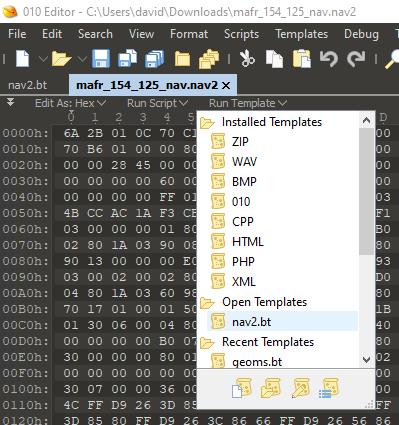 010 Editor - C:\Users\david\Downloads\mafr_154_125_nav.nav2
File Edit Search View Format Scripts Templates Debug
nav2.bt mafr_154_125_nav.nav2 ×
Edit As: Hex Run Script Run Template
0 1 2 3 4 5 D
0000h: 6A 2B 01 0C 70 C1 00
0010h: 70 B6 01 00 00 80 00
0020h: 00 00 28 45 00 00 00
0030h: 00 00 00 00 60 00
0040h: 00 00 00 FF 01
0050h: 4B CC AC 1A F3 CE F1
0060h: 03 00 00 01 80 B0
0070h: 02 80 1A 03 90 08
0080h: 90 13 00 00 00 E0 93
0090h: 03 00 02 02 80 D0
00A0h: 04 80 1A 03 60 98
00B0h: 70 17 01 00 01 50 1B
00C0h: 01 30 06 00 04 80 40
00D0h: 00 00 00 00 B0 07
00E0h: 30 00 00 80 01 02
00F0h: 00 00 00 00 00 00
0100h: 30 07 00 00 36 00
0110h: 4C FF D9 26 3D 85
0120h: 3D 85 80 FF D9 26 3C 86 66 FF D9 26 56 86
Installed Templates
ZIP
WAV
BMP
010
CPP
HTML
PHP
XML
Open Templates
nav2.bt
Recent Templates
geoms.bt